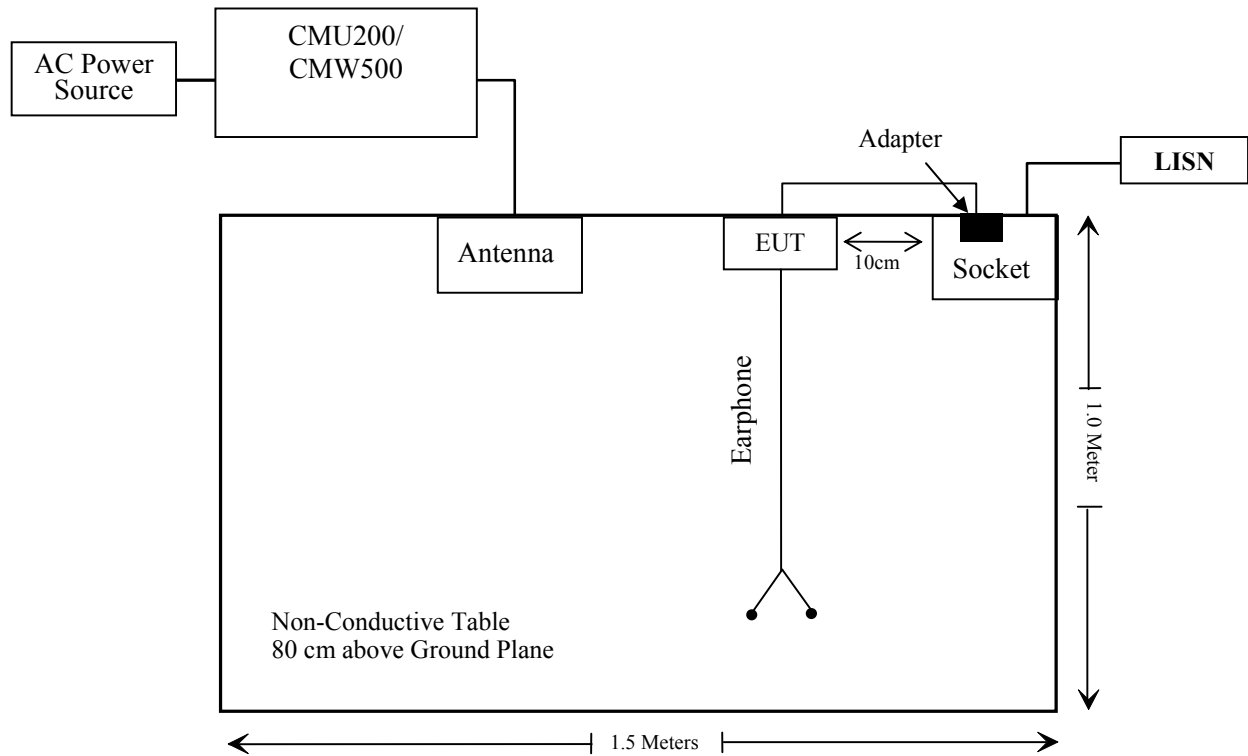 CMU200/
CMW500
AC Power
Source
Adapter
LISN
Antenna
EUT
10cm
Socket
Earphone
1.0 Meter
Non-Conductive Table
80 cm above Ground Plane
1.5 Meters